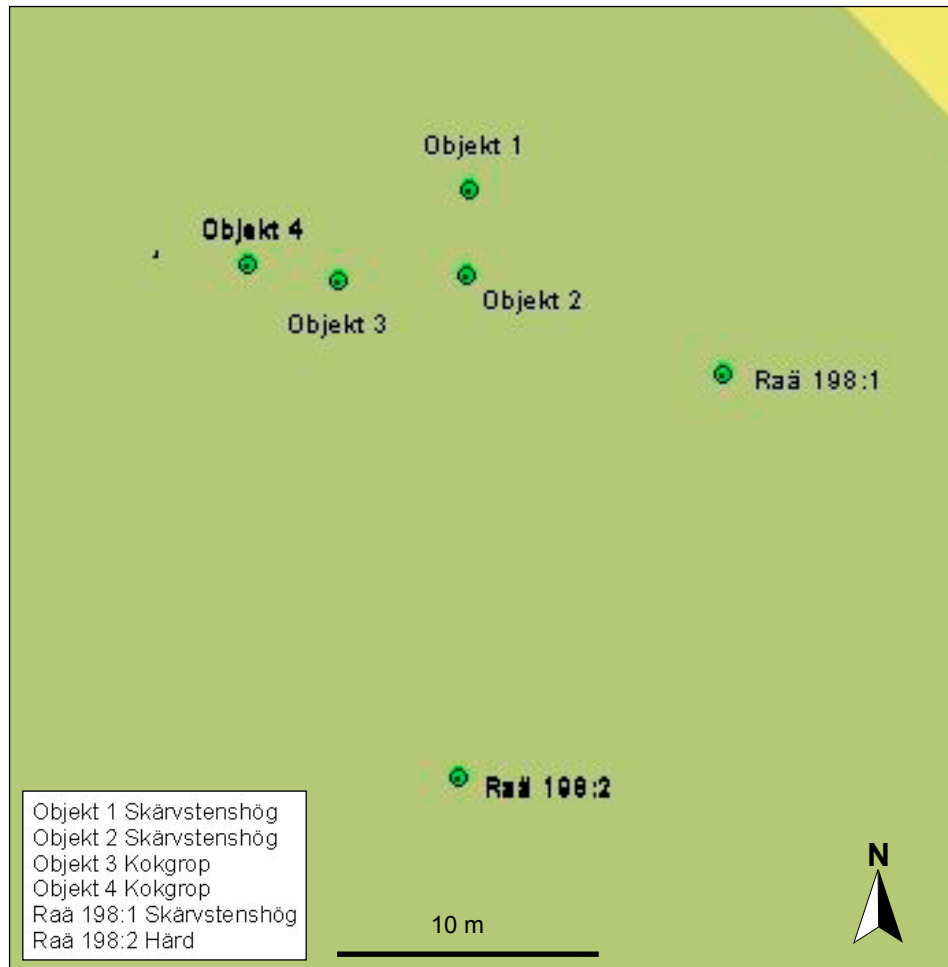 Objekt 1
Objekt 4
Objekt 2
Objekt 3
Raä 198:1
Raä 198:2
Objekt 1 Skärvstenshög
Objekt 2 Skärvstenshög
Objekt 3 Kokgrop
Objekt 4 Kokgrop
Raä 198:1 Skärvstenshög
Raä 198:2 Härd
10 m
N